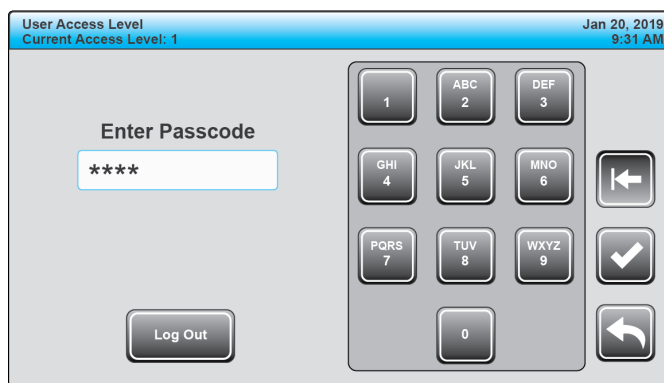 User Access Level
Jan 20, 2019
Current Access Level: 1
9:31 AM
Enter Passcode
****
1
ABC
2
DEF
3
GHI
4
JKL
5
MNO
6
PQRS
7
TUV
8
WXYZ
9
0
Log Out